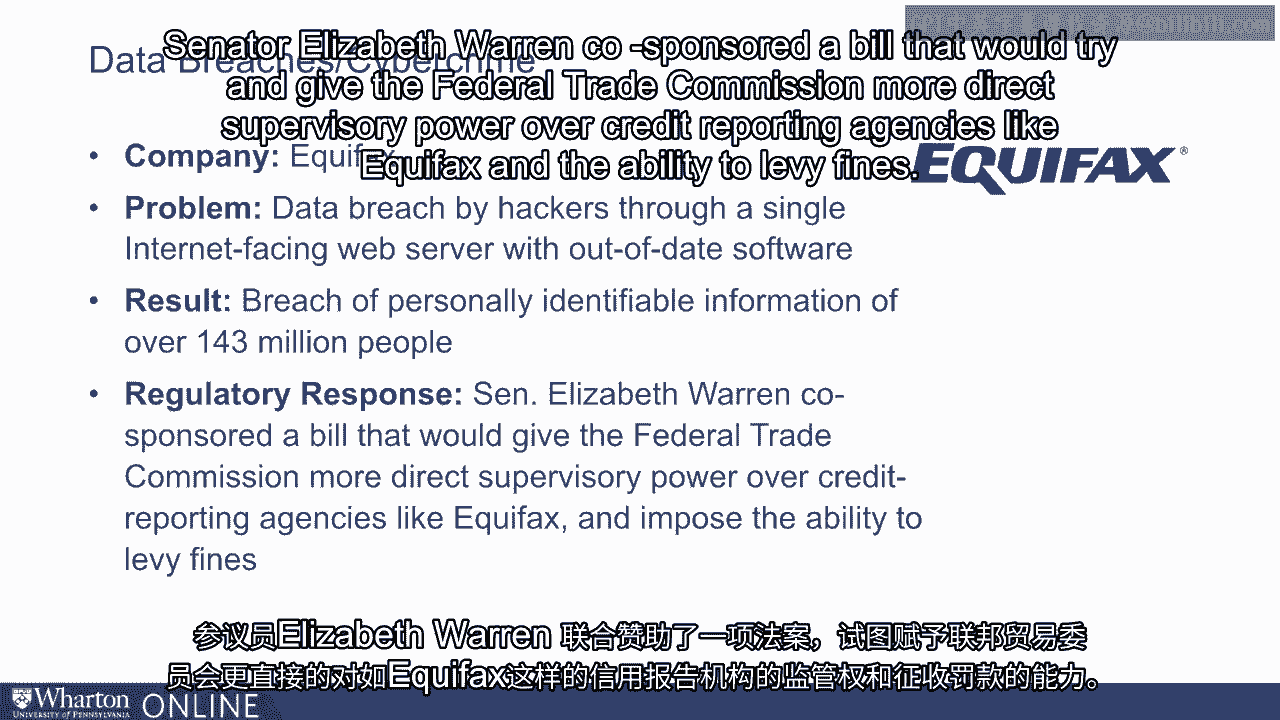 Senator Elizabeth Warren co -sponsored a bill that would try
and give the Federal Trade Commission more direct
supervisory power over credit reporting agencies like
Equifax and the ability to levy fines.
Data Breaches/Cybercrime
• Company: Equifax
EQUIFAX®
• Problem: Data breach by hackers through a single
Internet-facing web server with out-of-date software
• Result: Breach of personally identifiable information of
over 143 million people
• Regulatory Response: Sen. Elizabeth Warren co-
sponsored a bill that would give the Federal Trade
Commission more direct supervisory power over credit-
reporting agencies like Equifax, and impose the ability to
levy fines
参议员Elizabeth Warren 联合赞助了一项法案，试图赋予联邦贸易委
员会更直接的对如Equifax这样的信用报告机构的监管权和征收罚款的能力。
Wharton
UNIVERSITY of PENNSYLVANIA
ONLINE